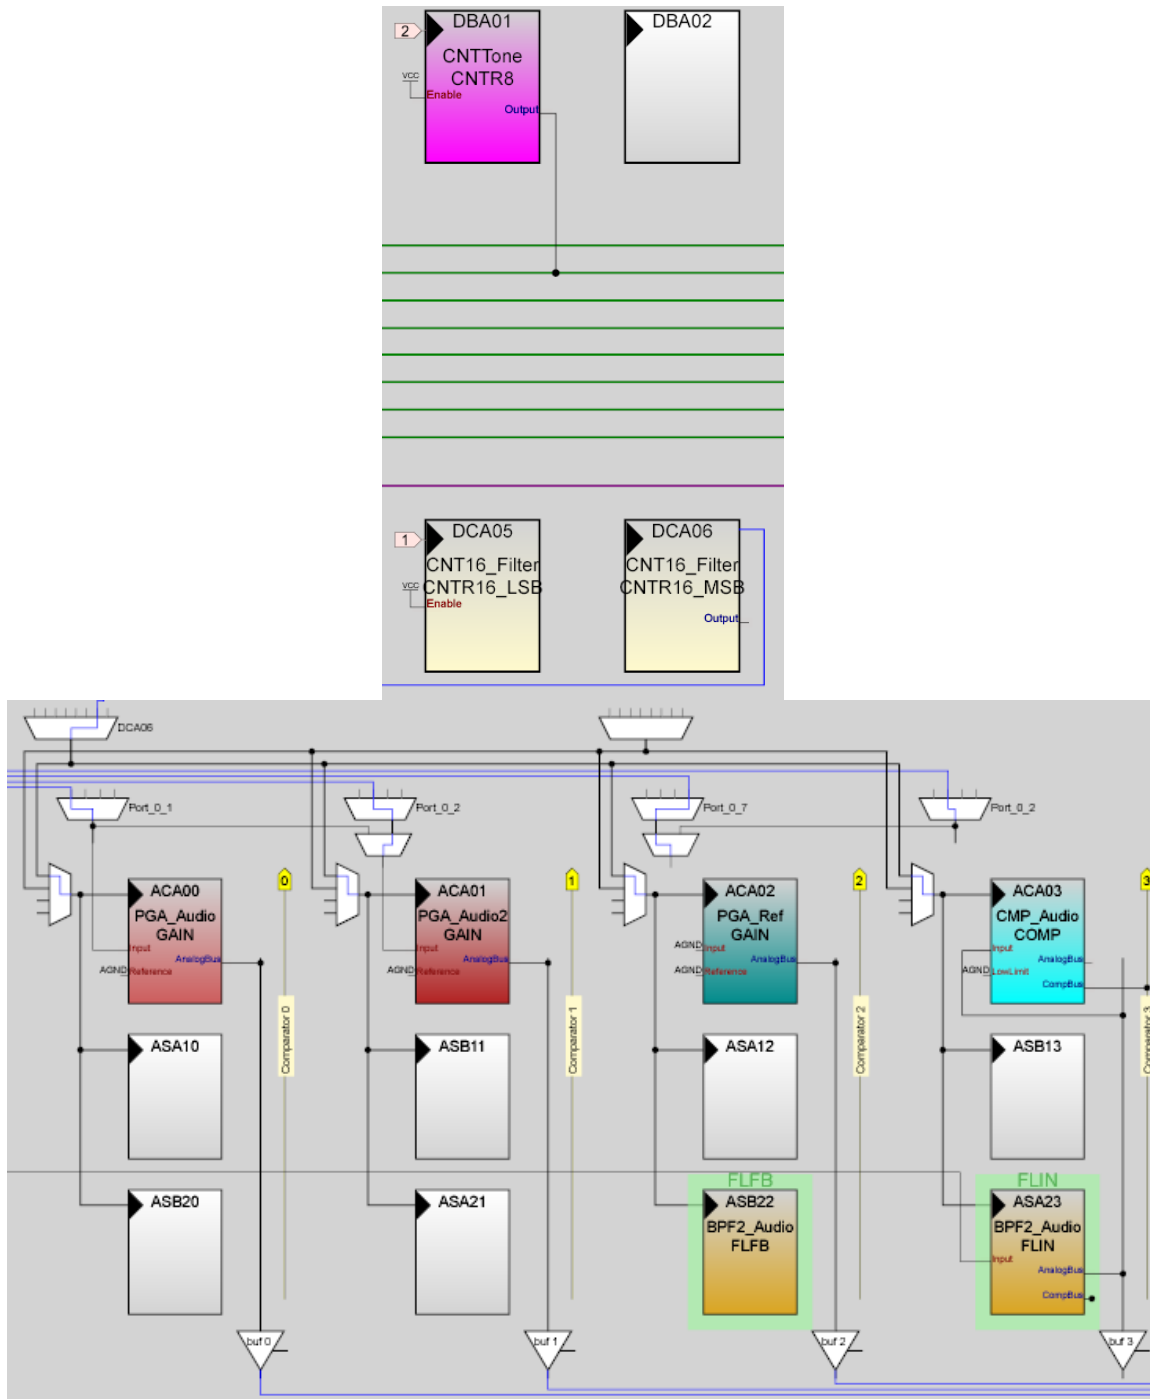 DBA01
CNTTone
CNTR8
2
VCC
Enable
Output
DBA02
DCA05
CNT16_Filter
CNTR16_LSB
1
VCC
Enable
DCA06
CNT16_Filter
CNTR16_MSB
Output
DCA06
Port_0_1
Port_0_2
Port_0_7
Port_0_2
ACA00
PGA_Audio
GAIN
Input
AnalogBus
AGND
Reference
0
Comparator 0
ACA01
PGA_Audio2
GAIN
Input
AnalogBus
AGND
Reference
1
Comparator 1
ACA02
PGA_Ref
GAIN
AGND
Input
AnalogBus
AGND
Reference
2
Comparator 2
ACA03
CMP_Audio
COMP
Input
AnalogBus
AGND
LowLimit
CompBus
3
Comparator 3
ASA10
ASB11
ASA12
ASB13
FLFB
FLIN
ASB20
ASA21
ASB22
BPF2_Audio
FLFB
ASA23
BPF2_Audio
FLIN
Input
AnalogBus
CompBus
buf 0
buf 1
buf 2
buf 3